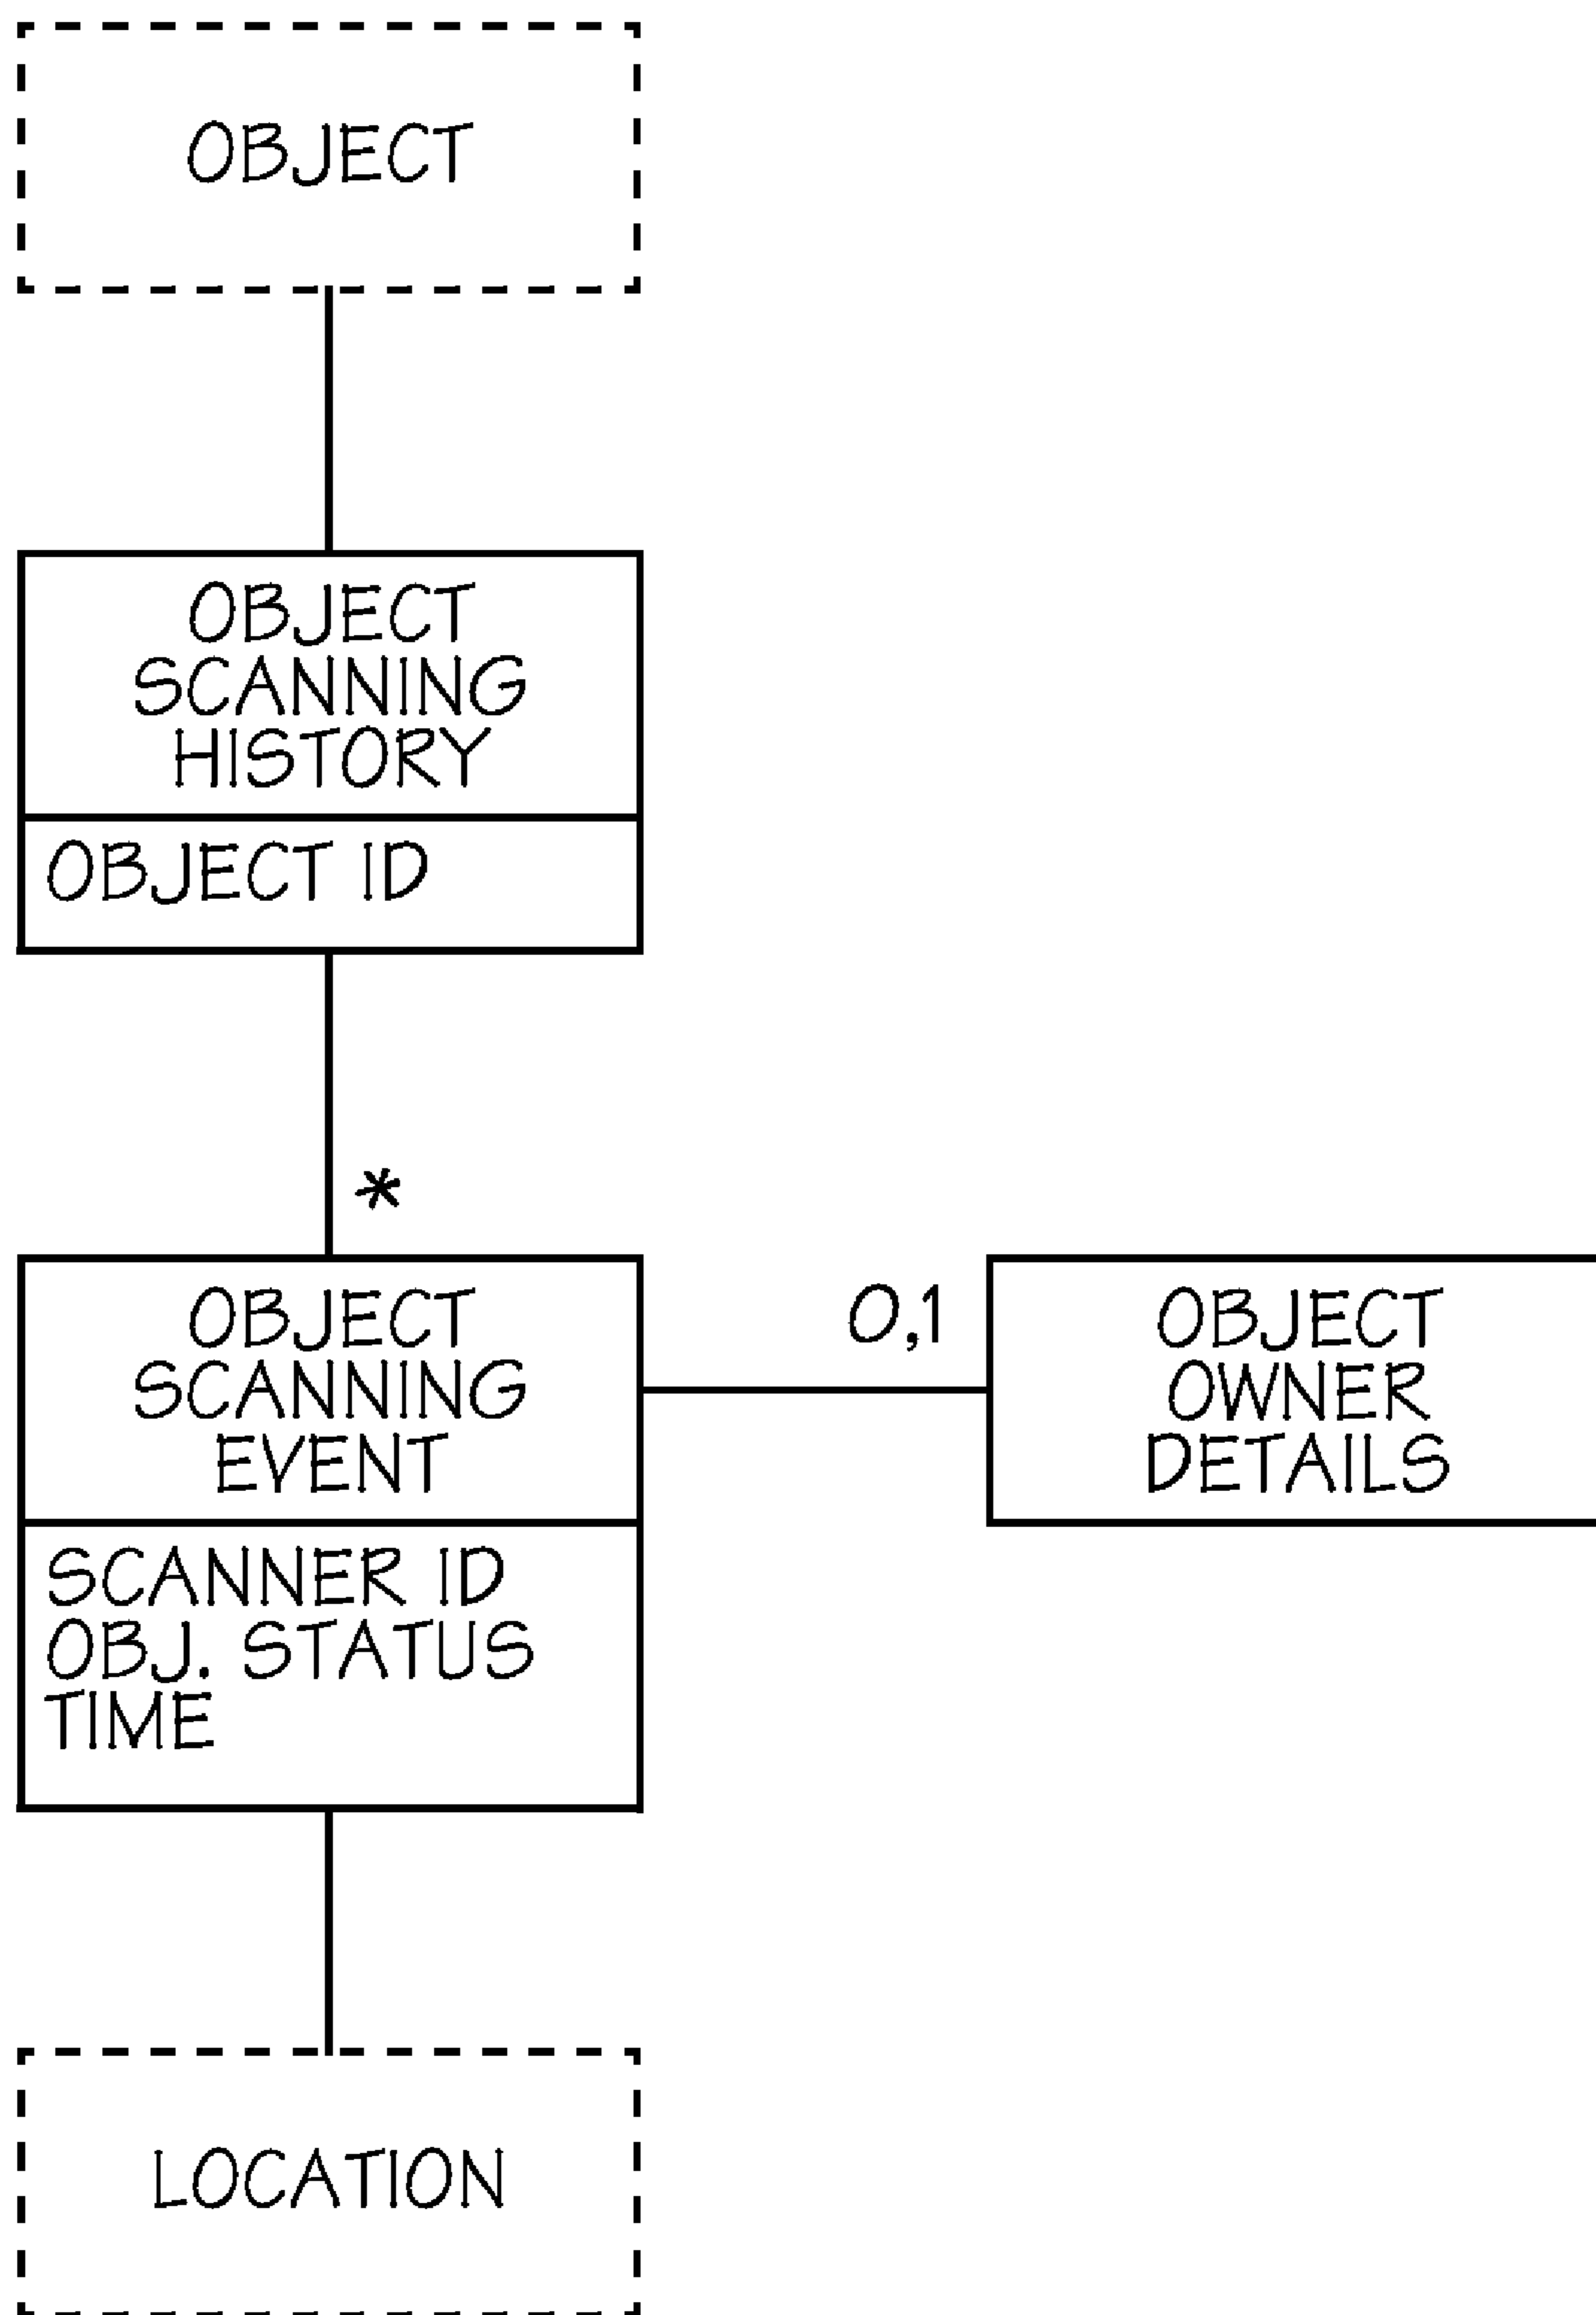 OBJECT
OBJECT
SCANNING
HISTORY
OBJECT ID
*
OBJECT
SCANNING
EVENT
0,1
OBJECT
OWNER
DETAILS
SCANNER ID
OBJ. STATUS
TIME
LOCATION